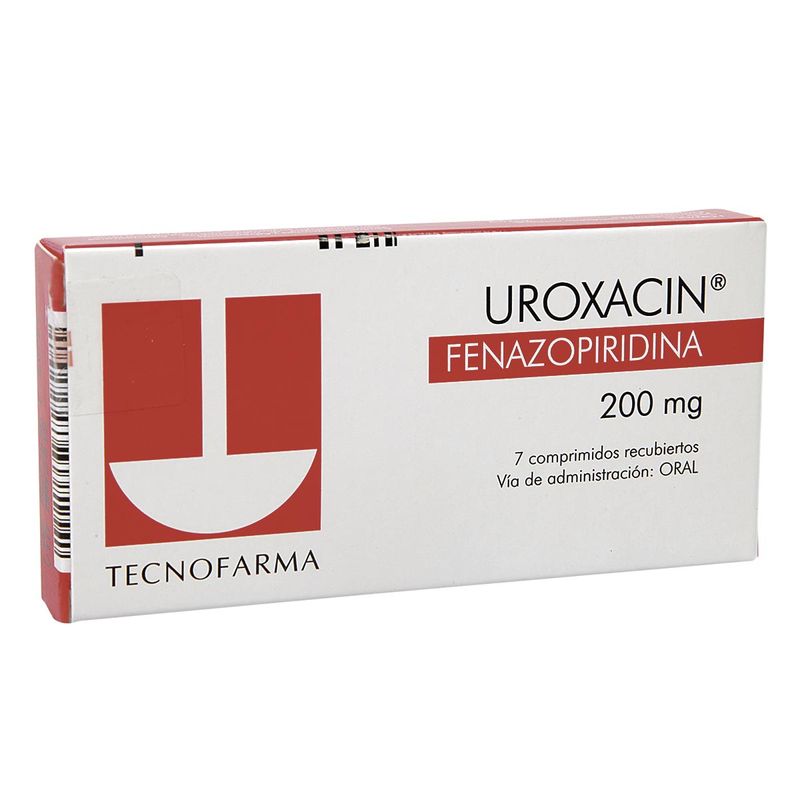 UROXACIN®
FENAZOPIRIDINA
200 mg
7 comprimidos recubiertos
Vía de administración: ORAL
TECNOFARMA